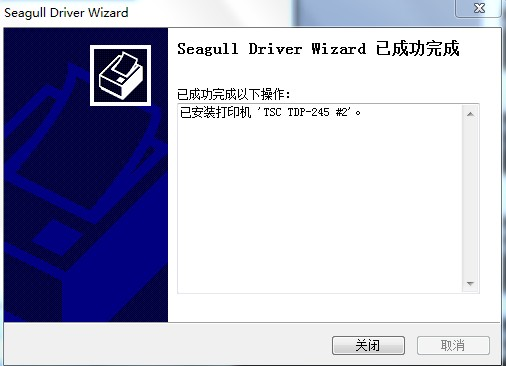 Seagull Driver Wizard
Seagull Driver Wizard 已成功完成
已成功完成以下操作:
已安装打印机 'TSC TDP-245 #2'。
关闭
取消